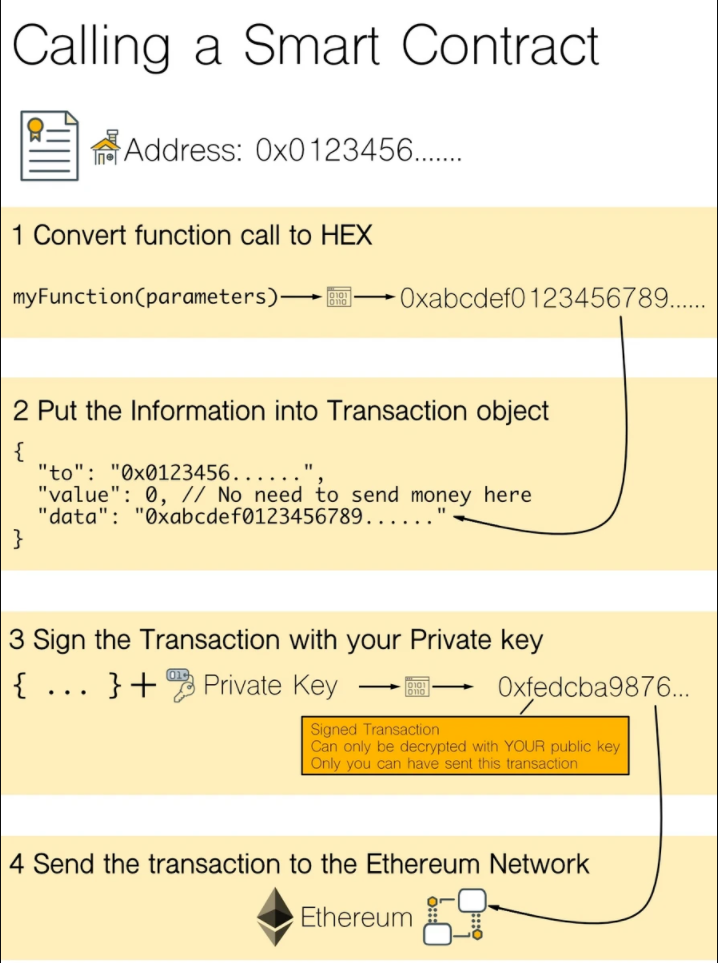 Calling a Smart Contract
Address: 0x0123456.......
1 Convert function call to HEX
myFunction(parameters) 0101 0110 0xabcdef0123456789......
2 Put the Information into Transaction object
{
"to": "0x0123456......",
"value": 0, // No need to send money here
"data": "0xabcdef0123456789......"
}
3 Sign the Transaction with your Private key
{ ... } + 01 Private Key 0101 0110 0xfedcba9876...
Signed Transaction
Can only be decrypted with YOUR public key
Only you can have sent this transaction
4 Send the transaction to the Ethereum Network
Ethereum